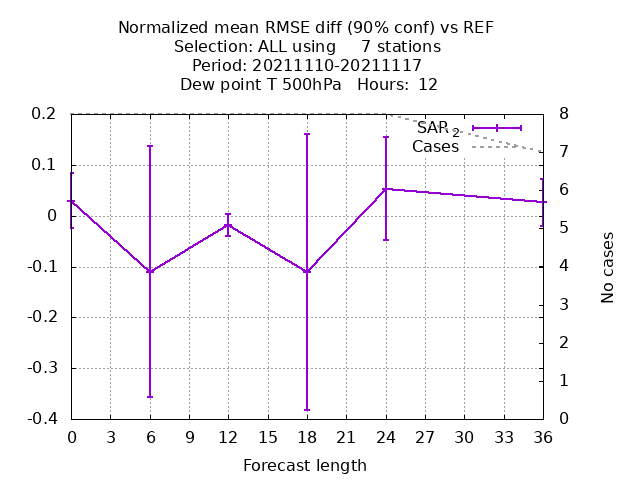 Normalized mean RMSE diff (90% conf) vs REF
Selection: ALL using     7 stations
Period: 20211110-20211117
Dew point T 500hPa   Hours:  12
0.2
0.1
0
-0.1
-0.2
-0.3
-0.4
8
7
6
5
4
3
2
1
0
SAR 2
Cases
No cases
0 3 6 9 12 15 18 21 24 27 30 33 36
Forecast length